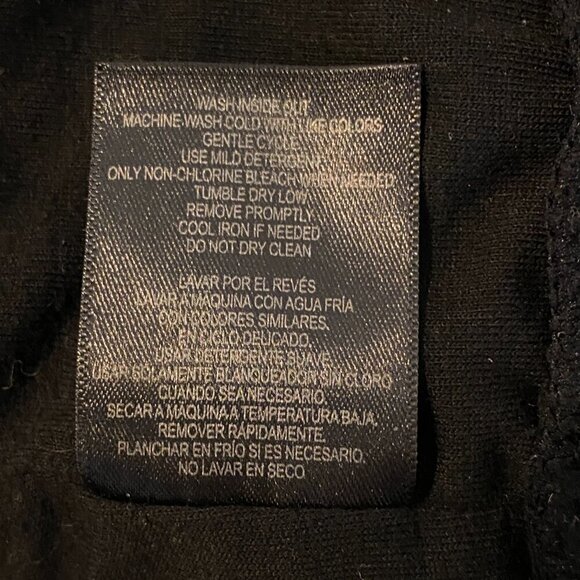 WASH INSIDE OUT
MACHINE WASH COLD WITH LIKE COLORS
GENTLE CYCLE
USE MILD DETERGENT
ONLY NON-CHLORINE BLEACH WHEN NEEDED
TUMBLE DRY LOW
REMOVE PROMPTLY
COOL IRON IF NEEDED
DO NOT DRY CLEAN
LAVAR POR EL REVÉS
LAVAR A MAQUINA CON AGUA FRÍA
CON COLORES SIMILARES.
EN CICLO DELICADO.
USAR DETERGENTE SUAVE.
USAR SOLAMENTE BLANQUEADOR SIN CLORO
CUANDO SEA NECESARIO.
SECAR A MAQUINA A TEMPERATURA BAJA.
REMOVER RÁPIDAMENTE.
PLANCHAR EN FRÍO SI ES NECESARIO.
NO LAVAR EN SECO